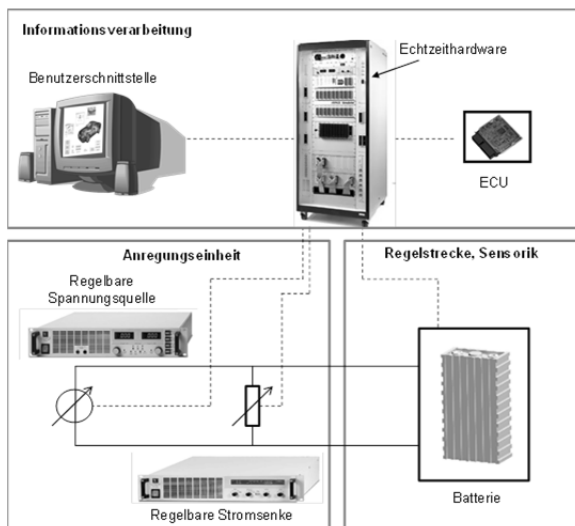 Informationsverarbeitung
Echtzeithardware
Benutzerschnittstelle
ECU
Anregungseinheit
Regelstrecke, Sensorik
Regelbare
Spannungsquelle
Batterie
Regelbare Stromsenke